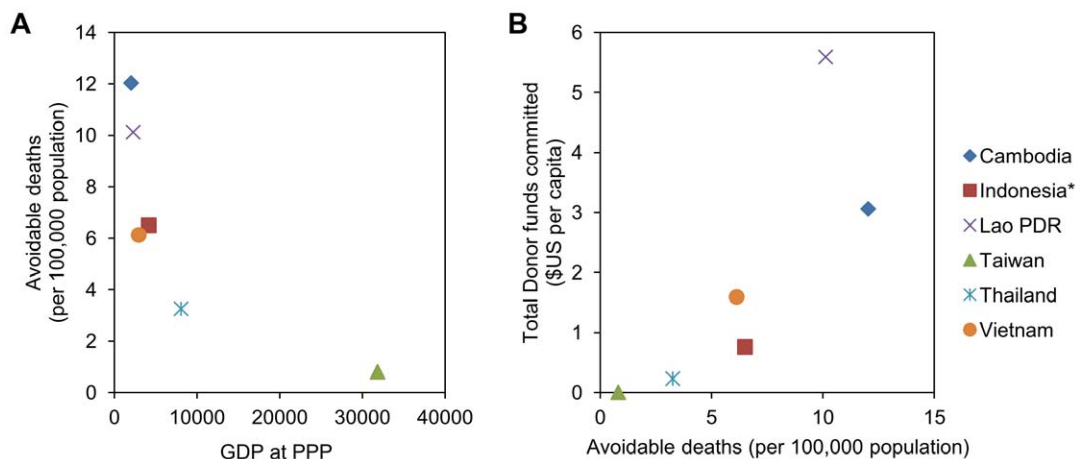 A
14
12
10
8
6
4
2
0
Avoidable deaths
(per 100,000 population)
0 10000 20000 30000 40000
GDP at PPP
B
6
5
4
3
2
1
0
Total Donor funds committed
($US per capita)
0 5 10 15
Avoidable deaths (per 100,000 population)
Cambodia
Indonesia*
Lao PDR
Taiwan
Thailand
Vietnam